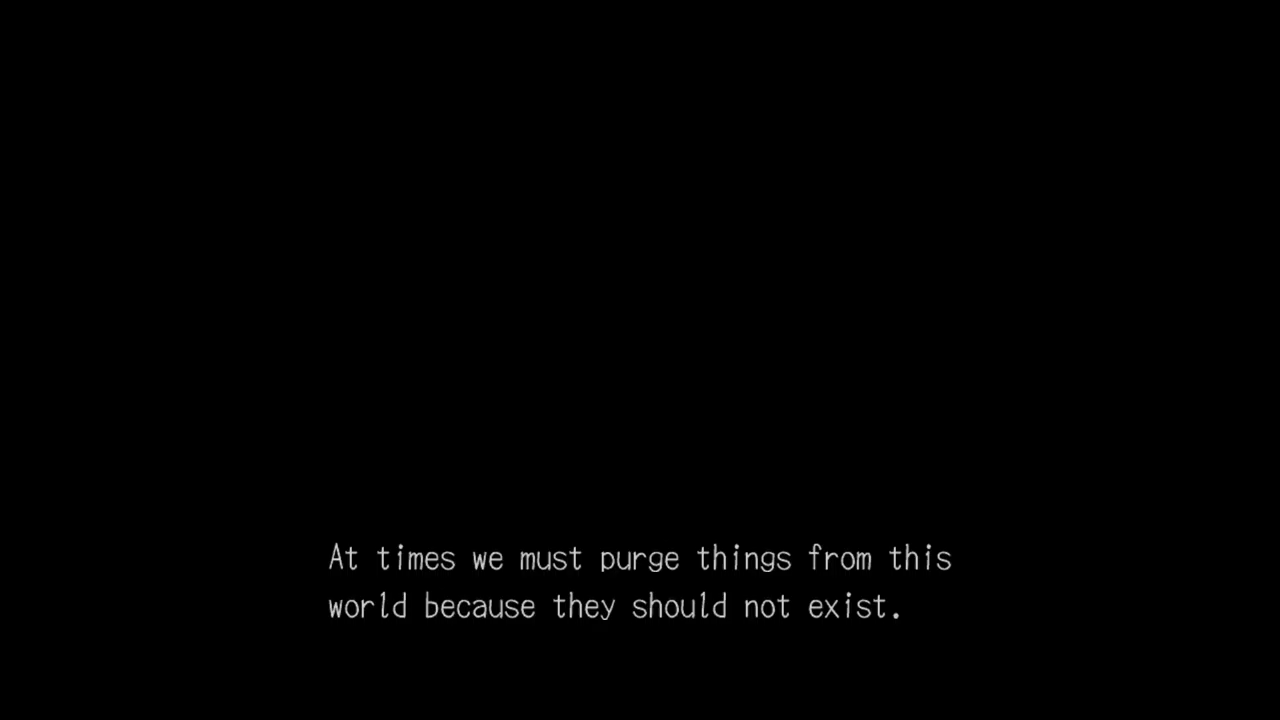 At times we must purge things from this
world because they should not exist.